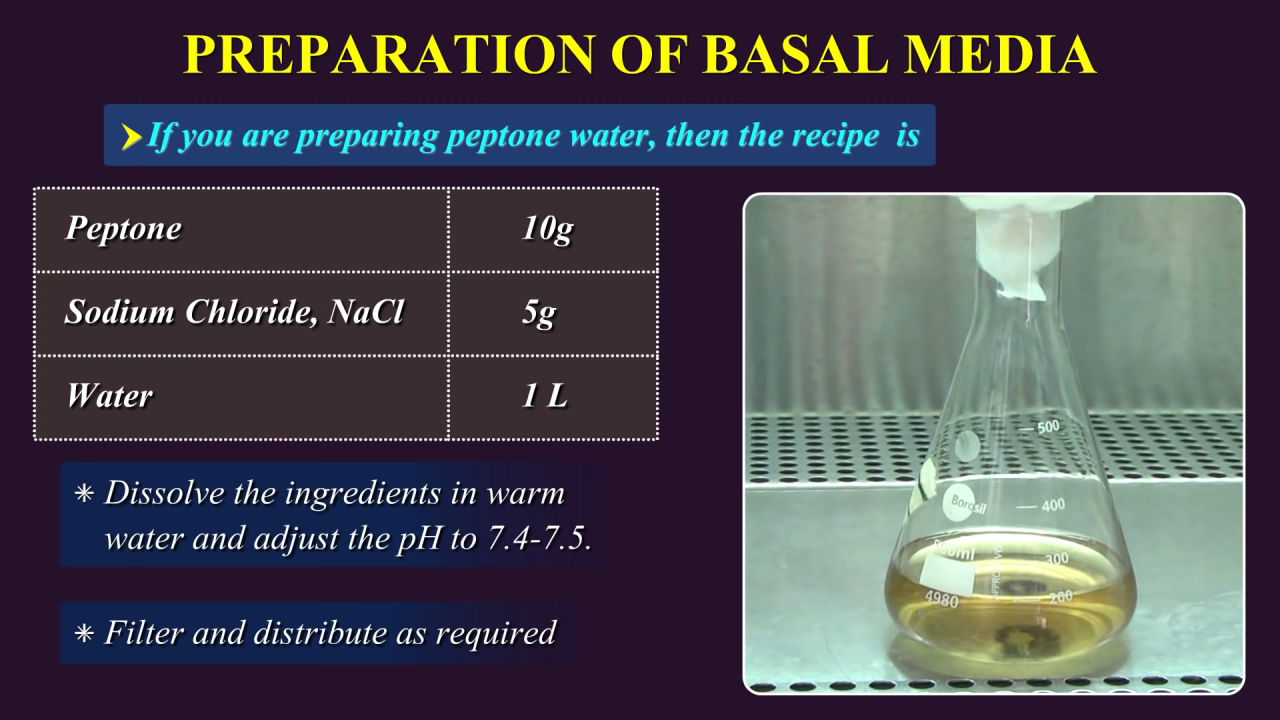 PREPARATION OF BASAL MEDIA
If you are preparing peptone water, then the recipe is
Peptone 10g
Sodium Chloride, NaCl 5g
Water 1 L
Dissolve the ingredients in warm
water and adjust the pH to 7.4-7.5.
Filter and distribute as required
500
Borosil
400
300
4980
200